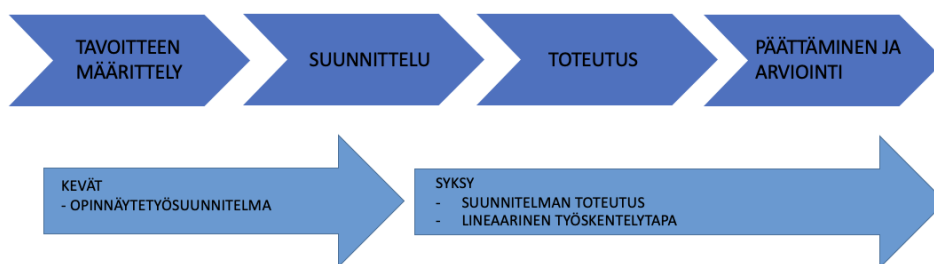 TAVOITTEEN
MÄÄRITTELY
SUUNNITTELU
TOTEUTUS
PÄÄTTÄMINEN JA
ARVIOINTI
KEVÄT
- OPINNÄYTETYÖSUUNNITELMA
SYKSY
- SUUNNITELMAN TOTEUTUS
- LINEAARINEN TYÖSKENTELYTAPA